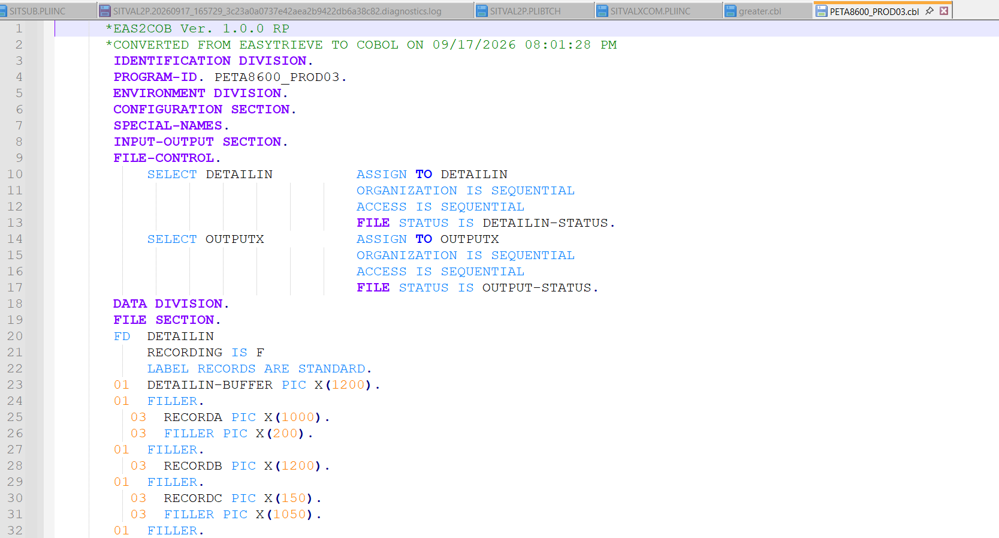 SITSUB.PLIINC SITVAL2P.20260917_165729_3c23a0a0737e42aea2b9422db6a38c82.diagnostics.log SITVAL2P.PLIBTCH SITVALXCOM.PLIINC greater.cbl PETA8600_PROD03.cbl
1 *EAS2COB Ver. 1.0.0 RP
2 *CONVERTED FROM EASYTRIEVE TO COBOL ON 09/17/2026 08:01:28 PM
3 IDENTIFICATION DIVISION.
4 PROGRAM-ID. PETA8600_PROD03.
5 ENVIRONMENT DIVISION.
6 CONFIGURATION SECTION.
7 SPECIAL-NAMES.
8 INPUT-OUTPUT SECTION.
9 FILE-CONTROL.
10 SELECT DETAILIN ASSIGN TO DETAILIN
11 ORGANIZATION IS SEQUENTIAL
12 ACCESS IS SEQUENTIAL
13 FILE STATUS IS DETAILIN-STATUS.
14 SELECT OUTPUTX ASSIGN TO OUTPUTX
15 ORGANIZATION IS SEQUENTIAL
16 ACCESS IS SEQUENTIAL
17 FILE STATUS IS OUTPUT-STATUS.
18 DATA DIVISION.
19 FILE SECTION.
20 FD DETAILIN
21 RECORDING IS F
22 LABEL RECORDS ARE STANDARD.
23 01 DETAILIN-BUFFER PIC X(1200).
24 01 FILLER.
25 03 RECORDA PIC X(1000).
26 03 FILLER PIC X(200).
27 01 FILLER.
28 03 RECORDB PIC X(1200).
29 01 FILLER.
30 03 RECORDC PIC X(150).
31 03 FILLER PIC X(1050).
32 01 FILLER.